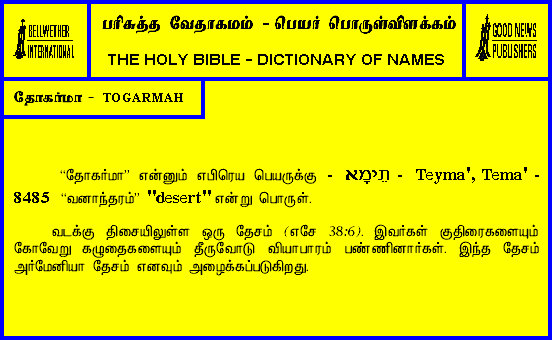 BELLWETHER
INTERNATIONAL
பரிசுத்த வேதாகமம் - பெயர் பொருள்விளக்கம்
THE HOLY BIBLE - DICTIONARY OF NAMES
GOOD NEWS
PUBLISHERS
தோகர்மா - TOGARMAH
“தோகர்மா” என்னும் எபிரெய பெயருக்கு - תֵּימָא - Teyma', Tema' -
8485 “வனாந்தரம்” "desert" என்று பொருள்.
வடக்கு திசையிலுள்ள ஒரு தேசம் (எசே 38:6). இவர்கள் குதிரைகளையும்
கோவேறு கழுதைகளையும் தீருவோடு வியாபாரம் பண்ணினார்கள். இந்த தேசம்
அர்மேனியா தேசம் எனவும் அழைக்கப்படுகிறது.